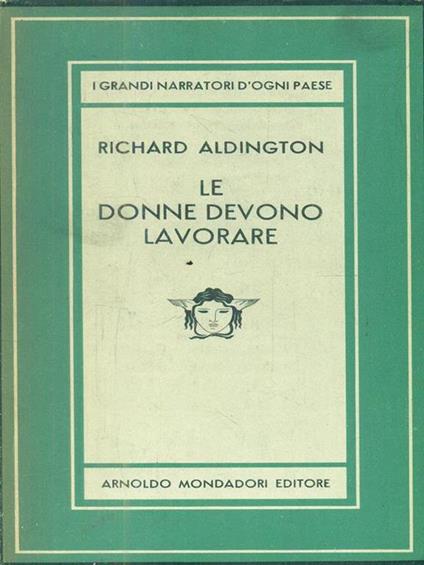 I GRANDI NARRATORI D'OGNI PAESE
RICHARD ALDINGTON
LE
DONNE DEVONO
LAVORARE
ARNOLDO MONDADORI EDITORE